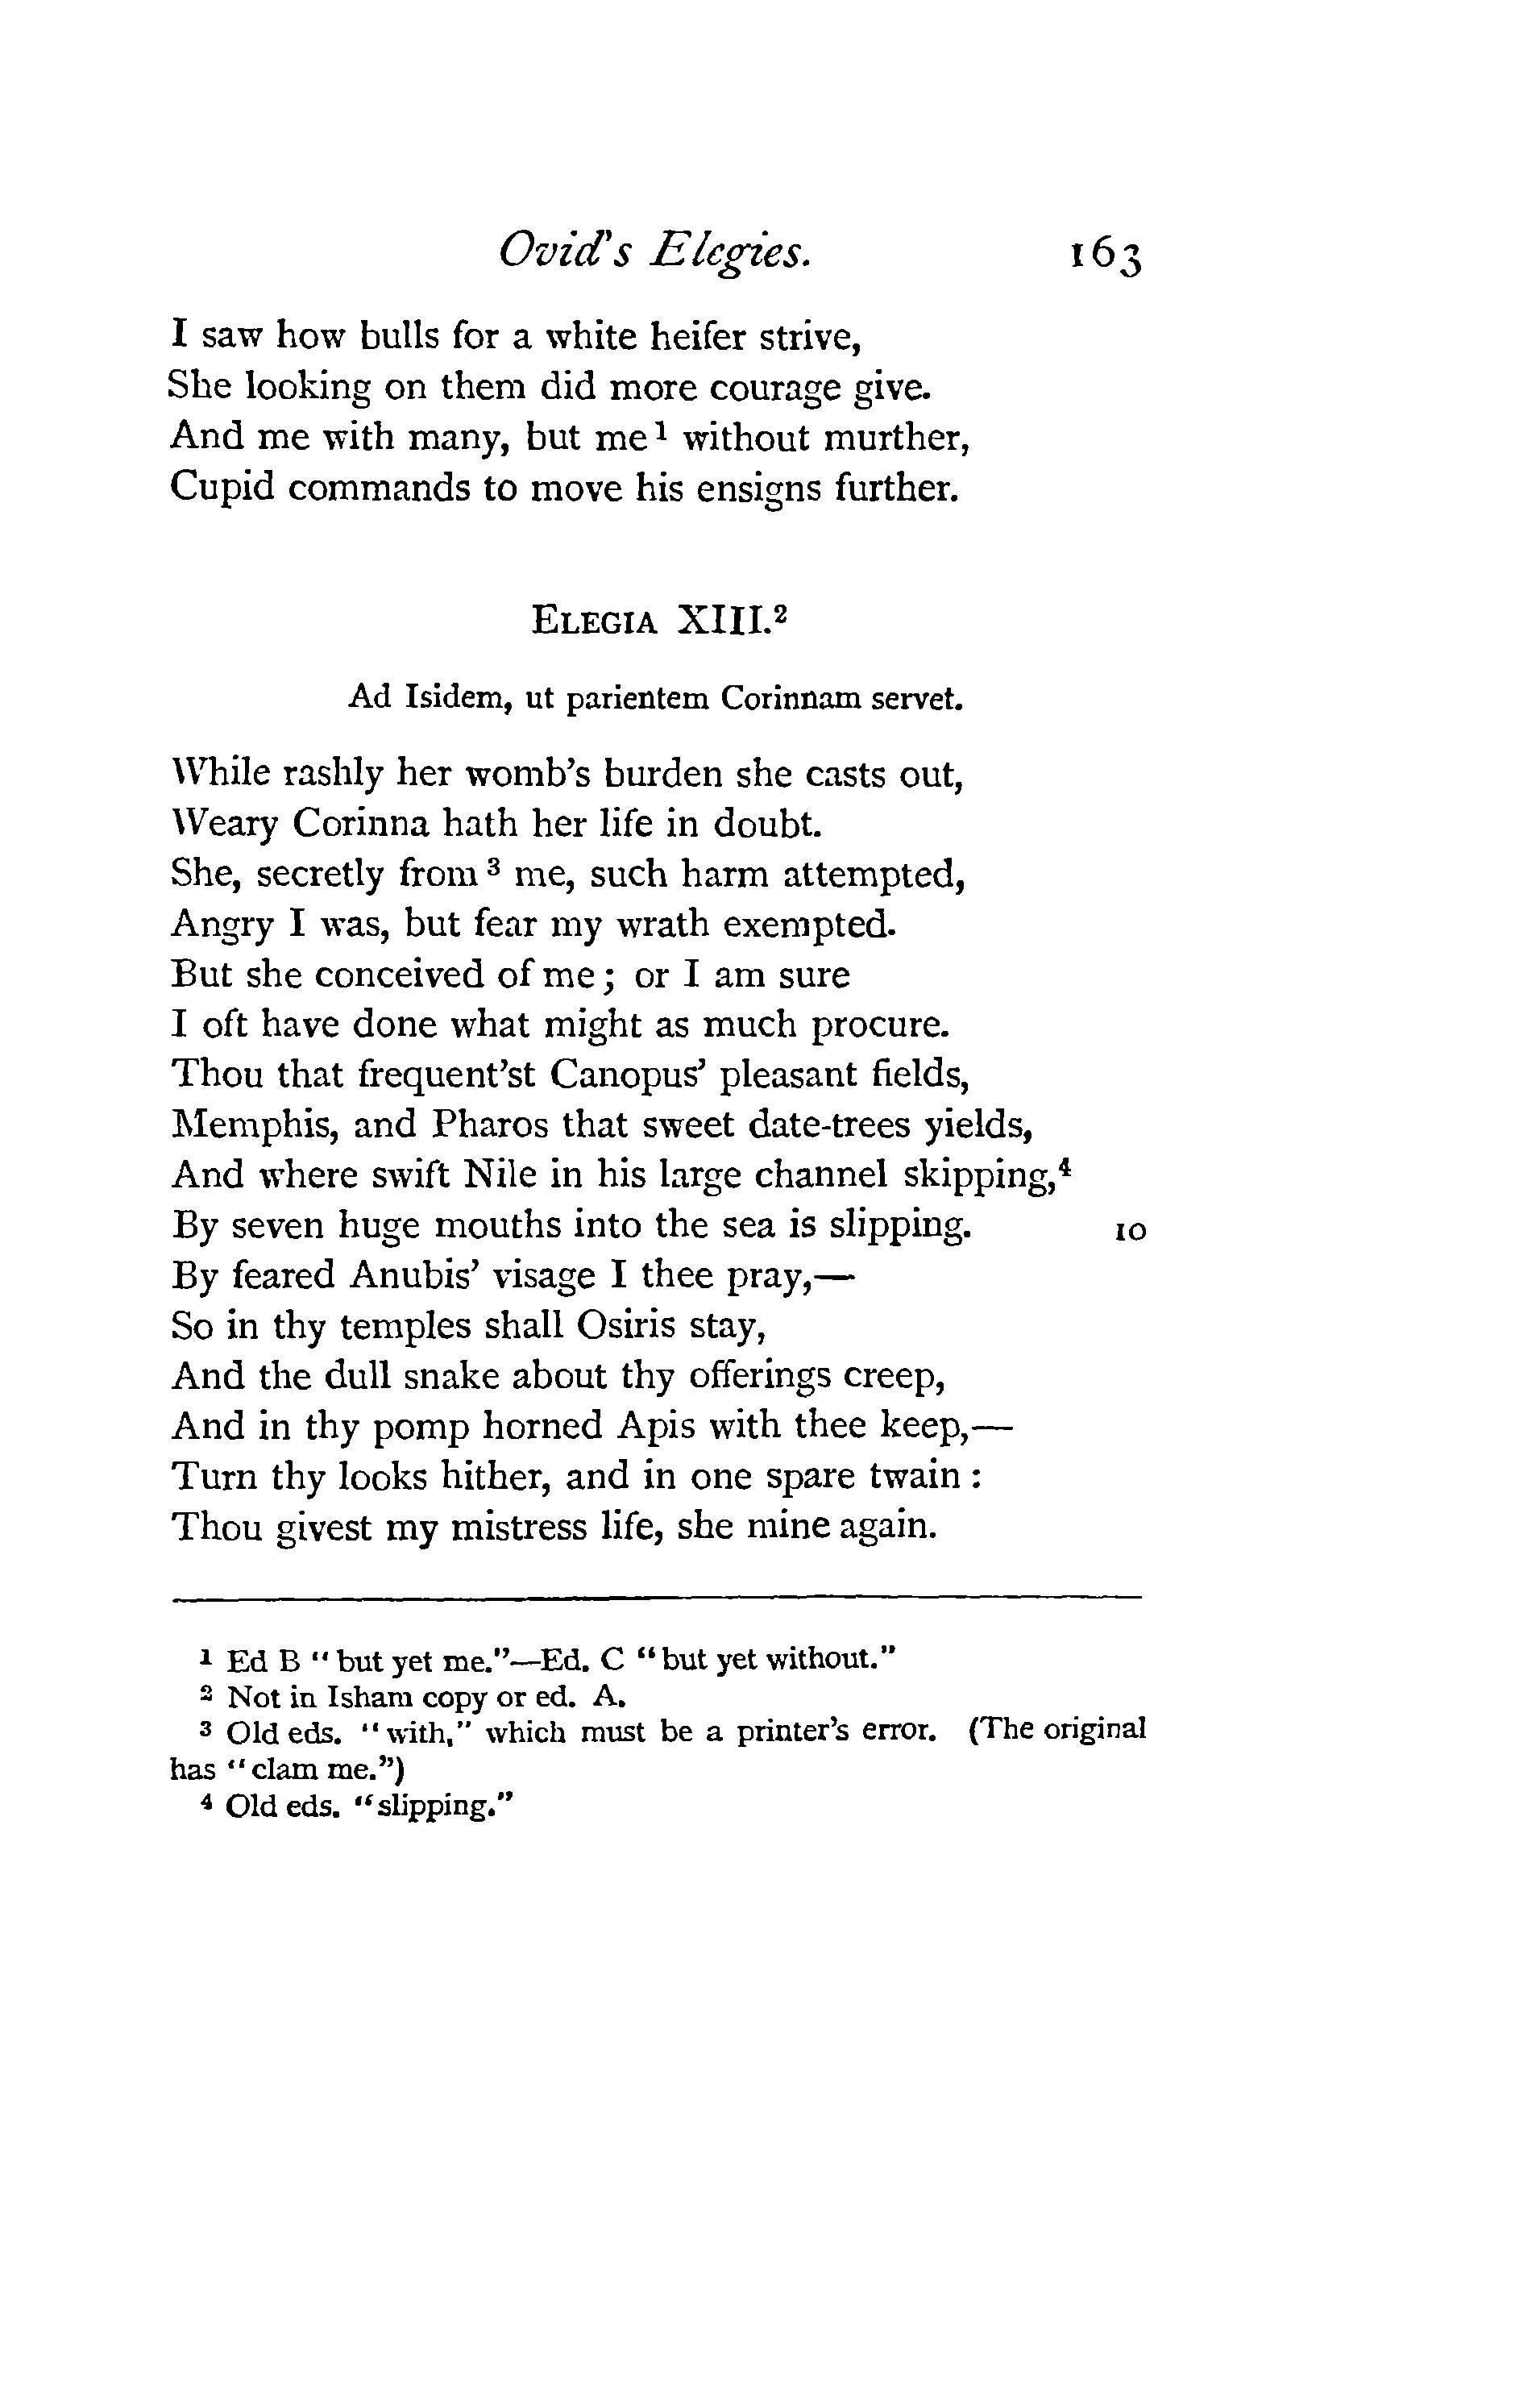 Ovid's Elegies. 163
I saw how bulls for a white heifer strive,
She looking on them did more courage give.
And me with many, but me¹ without murther,
Cupid commands to move his ensigns further.
ELEGIA XIII.²
Ad Isidem, ut parientem Corinnam servet.
While rashly her womb's burden she casts out,
Weary Corinna hath her life in doubt.
She, secretly from³ me, such harm attempted,
Angry I was, but fear my wrath exempted.
But she conceived of me; or I am sure
I oft have done what might as much procure.
Thou that frequent'st Canopus' pleasant fields,
Memphis, and Pharos that sweet date-trees yields,
And where swift Nile in his large channel skipping,⁴
By seven huge mouths into the sea is slipping. 10
By feared Anubis' visage I thee pray,—
So in thy temples shall Osiris stay,
And the dull snake about thy offerings creep,
And in thy pomp horned Apis with thee keep,—
Turn thy looks hither, and in one spare twain:
Thou givest my mistress life, she mine again.
¹ Ed B "but yet me."—Ed. C "but yet without."
² Not in Isham copy or ed. A.
³ Old eds. "with," which must be a printer's error. (The original
has "clam me.")
⁴ Old eds. "slipping."